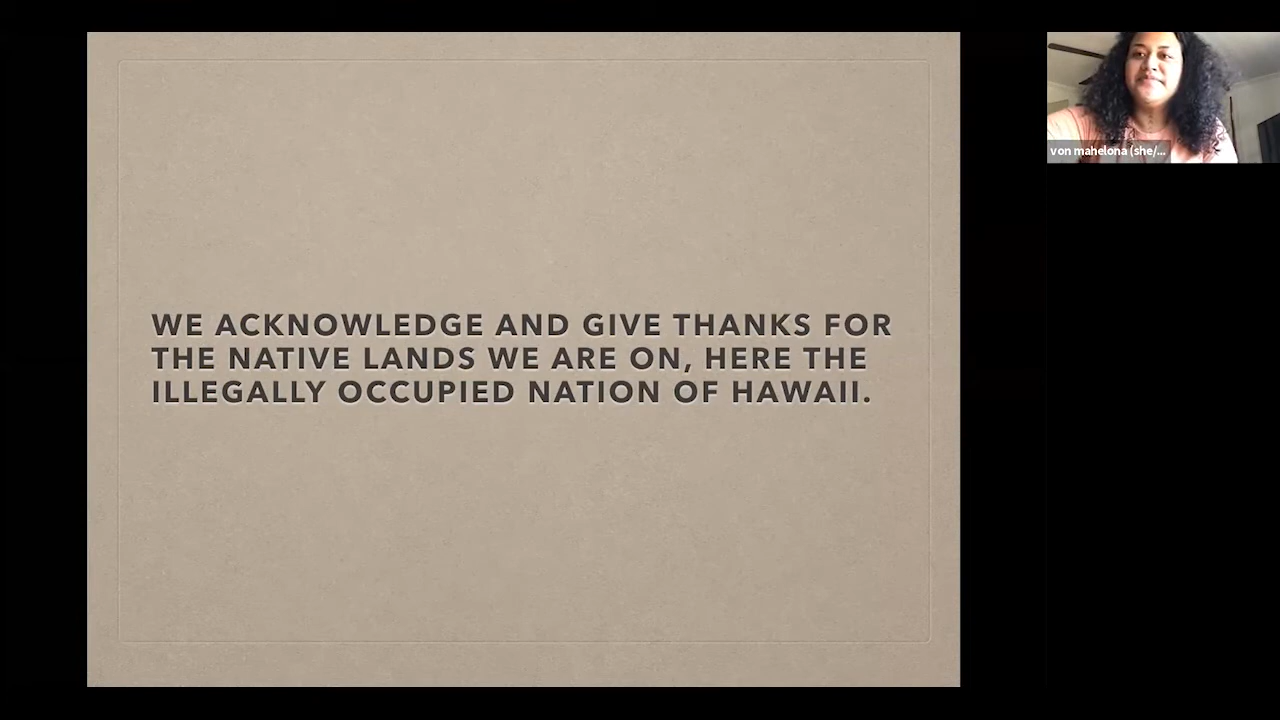 WE ACKNOWLEDGE AND GIVE THANKS FOR
THE NATIVE LANDS WE ARE ON, HERE THE
ILLEGALLY OCCUPIED NATION OF HAWAII.
von mahelona (she/...